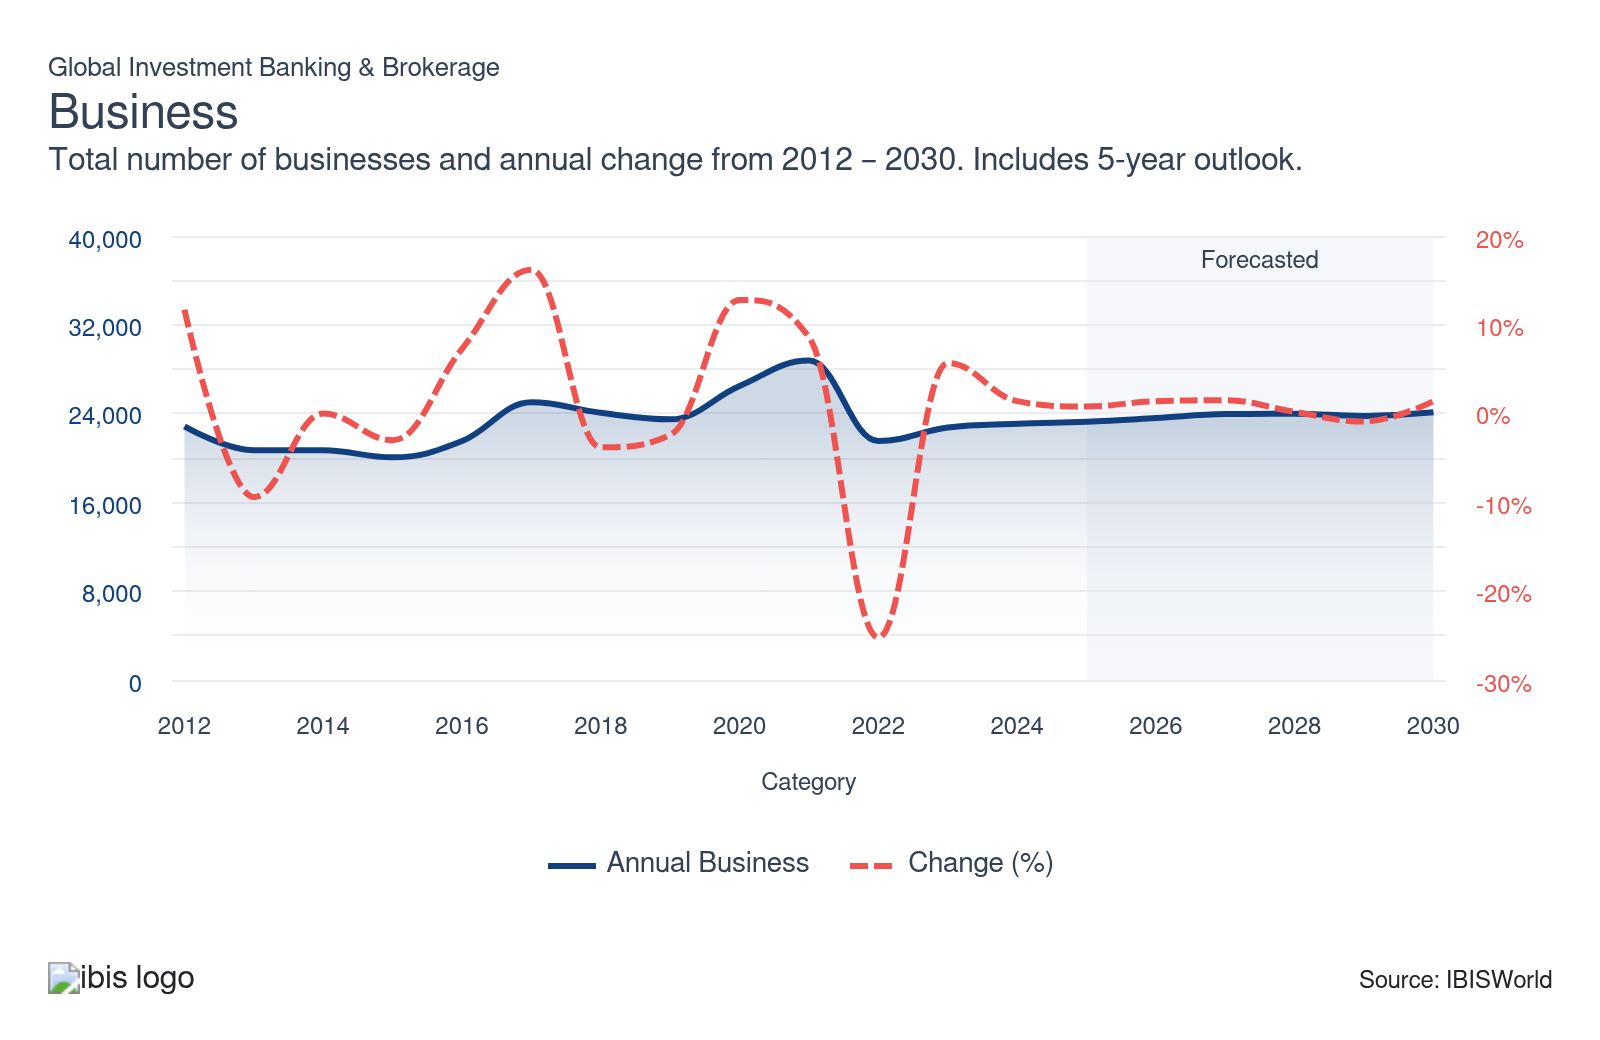 Global Investment Banking & Brokerage
Business
Total number of businesses and annual change from 2012 – 2030. Includes 5-year outlook.
40,000
32,000
24,000
16,000
8,000
0
Forecasted
20%
10%
0%
-10%
-20%
-30%
2012 2014 2016 2018 2020 2022 2024 2026 2028 2030
Category
Annual Business Change (%)
ibis logo
Source: IBISWorld